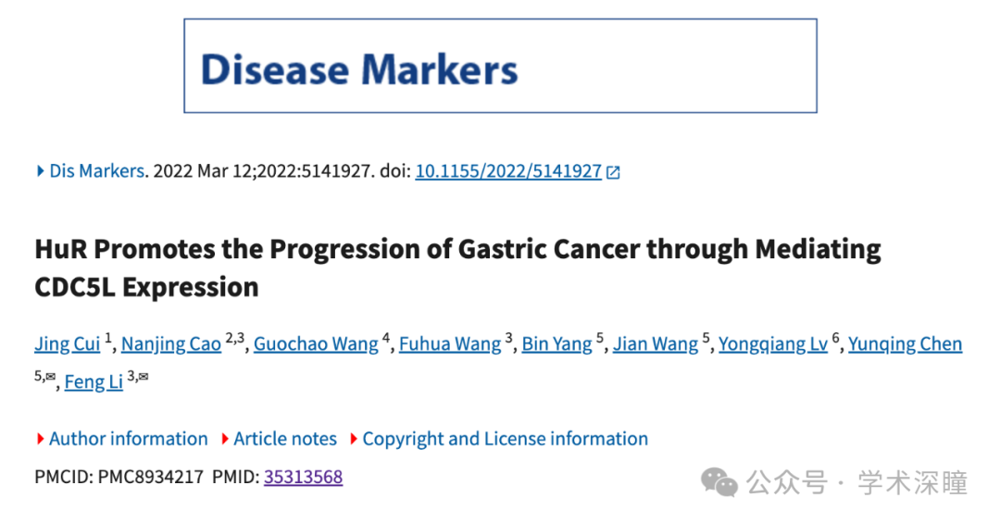 Disease Markers
Dis Markers. 2022 Mar 12;2022:5141927. doi: 10.1155/2022/5141927
HuR Promotes the Progression of Gastric Cancer through Mediating
CDC5L Expression
Jing Cui 1, Nanjing Cao 2,3, Guochao Wang 4, Fuhua Wang 3, Bin Yang 5, Jian Wang 5, Yongqiang Lv 6, Yunqing Chen
5,✉, Feng Li 3,✉
Author information Article notes Copyright and License information
PMCID: PMC8934217 PMID: 35313568
公众号 · 学术深瞳